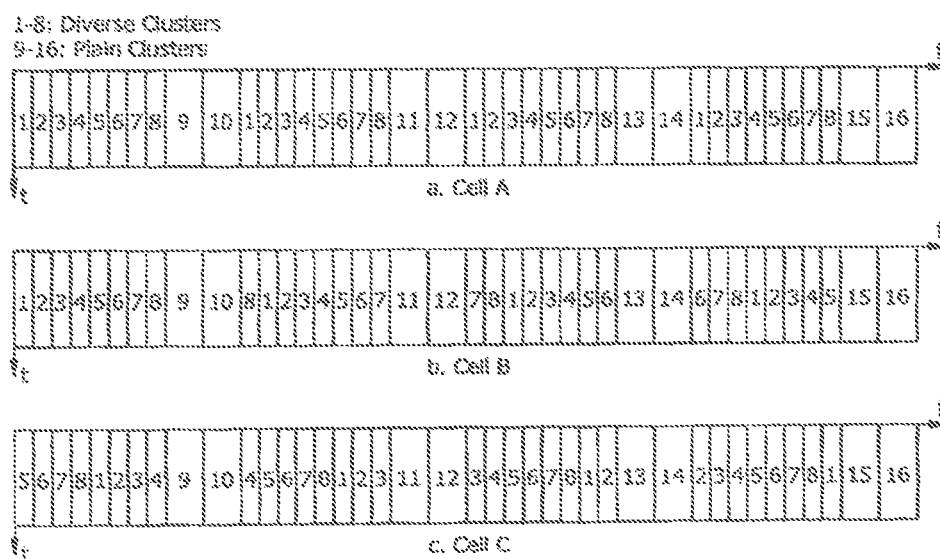 1-8: Diverse Clusters
9-16: Plain Clusters
f
1 2 3 4 5 6 7 8 9 10 1 2 3 4 5 6 7 8 11 12 1 2 3 4 5 6 7 8 13 14 1 2 3 4 5 6 7 8 15 16
t
a. Cell A
f
1 2 3 4 5 6 7 8 9 10 8 1 2 3 4 5 6 7 11 12 7 8 1 2 3 4 5 6 13 14 6 7 8 1 2 3 4 5 15 16
t
b. Cell B
f
5 6 7 8 1 2 3 4 9 10 4 5 6 7 8 1 2 3 11 12 3 4 5 6 7 8 1 2 13 14 2 3 4 5 6 7 8 1 15 16
t
c. Cell C